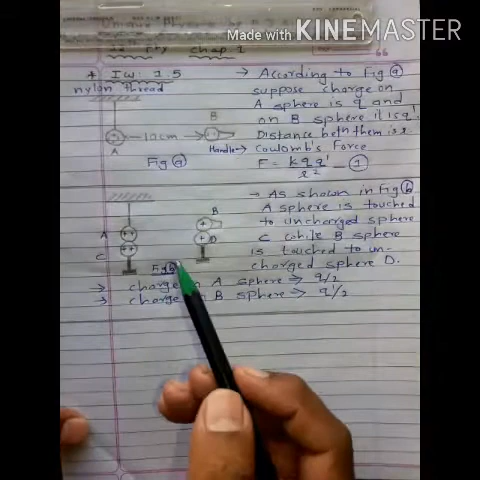 Made with KINEMASTER
chap 1
* Iw: 1.5
nylon thread
B
A
10cm
Handle
Fig (a)
→ According to Fig (a)
suppose charge on
A sphere is q and
on B sphere it is q'.
Distance betn them is r
→ Coulomb's Force
F = kqq' — (1)
r²
A
C
B
D
Fig (b)
→ As shown in Fig (b)
A sphere is touched
to uncharged sphere
C while B sphere
is touched to un-
charged sphere D.
→ charge on A sphere ⇒ q/2
→ charge on B sphere ⇒ q'/2